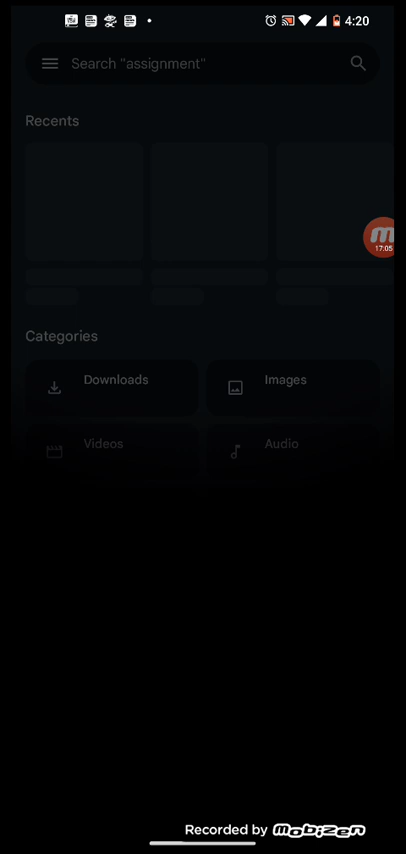 4:20
Search "assignment"
Recents
17:05
Categories
Downloads
Images
Videos
Audio
Recorded by mobizen